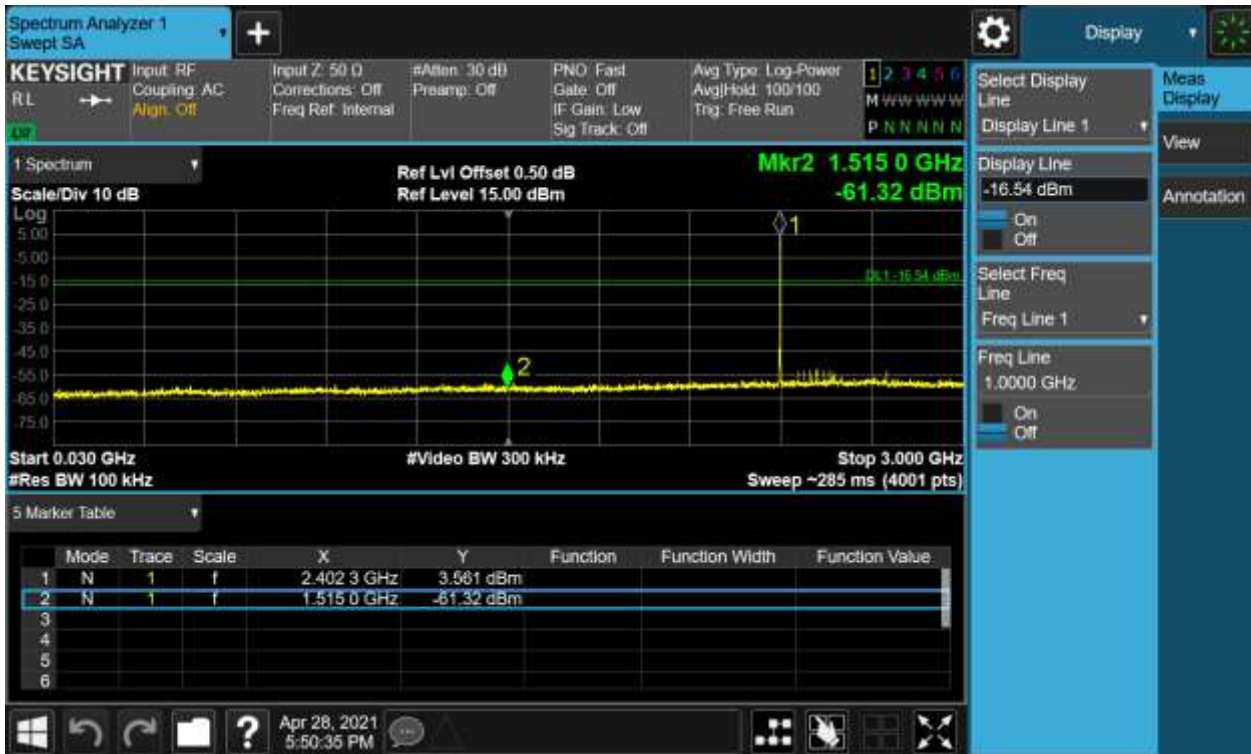 Spectrum Analyzer 1
Swept SA
+
Display
KEYSIGHT
RL
Input: RF
Coupling: AC
Align: Off
Input Z: 50 Ω
Corrections: Off
Freq Ref: Internal
#Atten: 30 dB
Preamp: Off
PNO: Fast
Gate: Off
IF Gain: Low
Sig Track: Off
Avg Type: Log-Power
Avg|Hold: 100/100
Trig: Free Run
1 2 3 4 5 6
M W W W W W
P N N N N N
Select Display
Line
Display Line 1
Meas
Display
View
Annotation
Display Line
-16.54 dBm
On
Off
Select Freq
Line
Freq Line 1
Freq Line
1.0000 GHz
On
Off
1 Spectrum
Scale/Div 10 dB
Ref Lvl Offset 0.50 dB
Ref Level 15.00 dBm
Mkr2 1.515 0 GHz
-61.32 dBm
Log
5.00
-5.00
-15.0
-25.0
-35.0
-45.0
-55.0
-65.0
-75.0
1
DL1 -16.54 dBm
2
Start 0.030 GHz
#Video BW 300 kHz
Stop 3.000 GHz
#Res BW 100 kHz
Sweep ~285 ms (4001 pts)
5 Marker Table
Mode Trace Scale X Y Function Function Width Function Value
1 N 1 f 2.402 3 GHz 3.561 dBm
2 N 1 f 1.515 0 GHz -61.32 dBm
3
4
5
6
?
Apr 28, 2021
5:50:35 PM